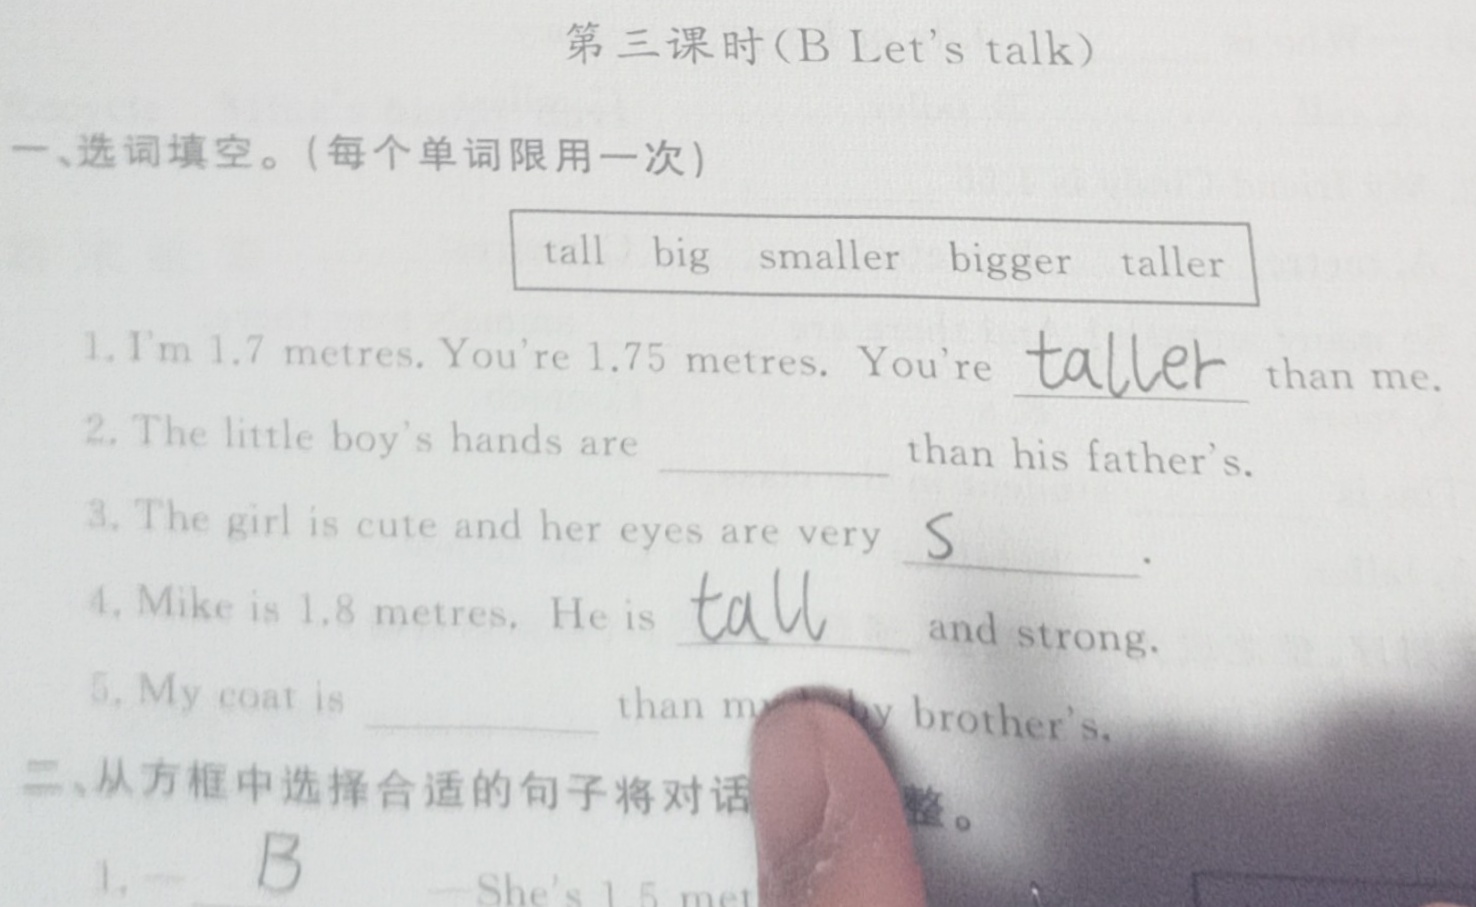 第三课时(B Let's talk)
一、选词填空。(每个单词限用一次)
tall big smaller bigger taller
1. I'm 1.7 metres. You're 1.75 metres. You're taller than me.
2. The little boy's hands are ________ than his father's.
3. The girl is cute and her eyes are very s ________.
4. Mike is 1.8 metres. He is tall and strong.
5. My coat is ________ than brother's.
二、从方框中选择合适的句子将对话 整。
1. — B —She's 1.5